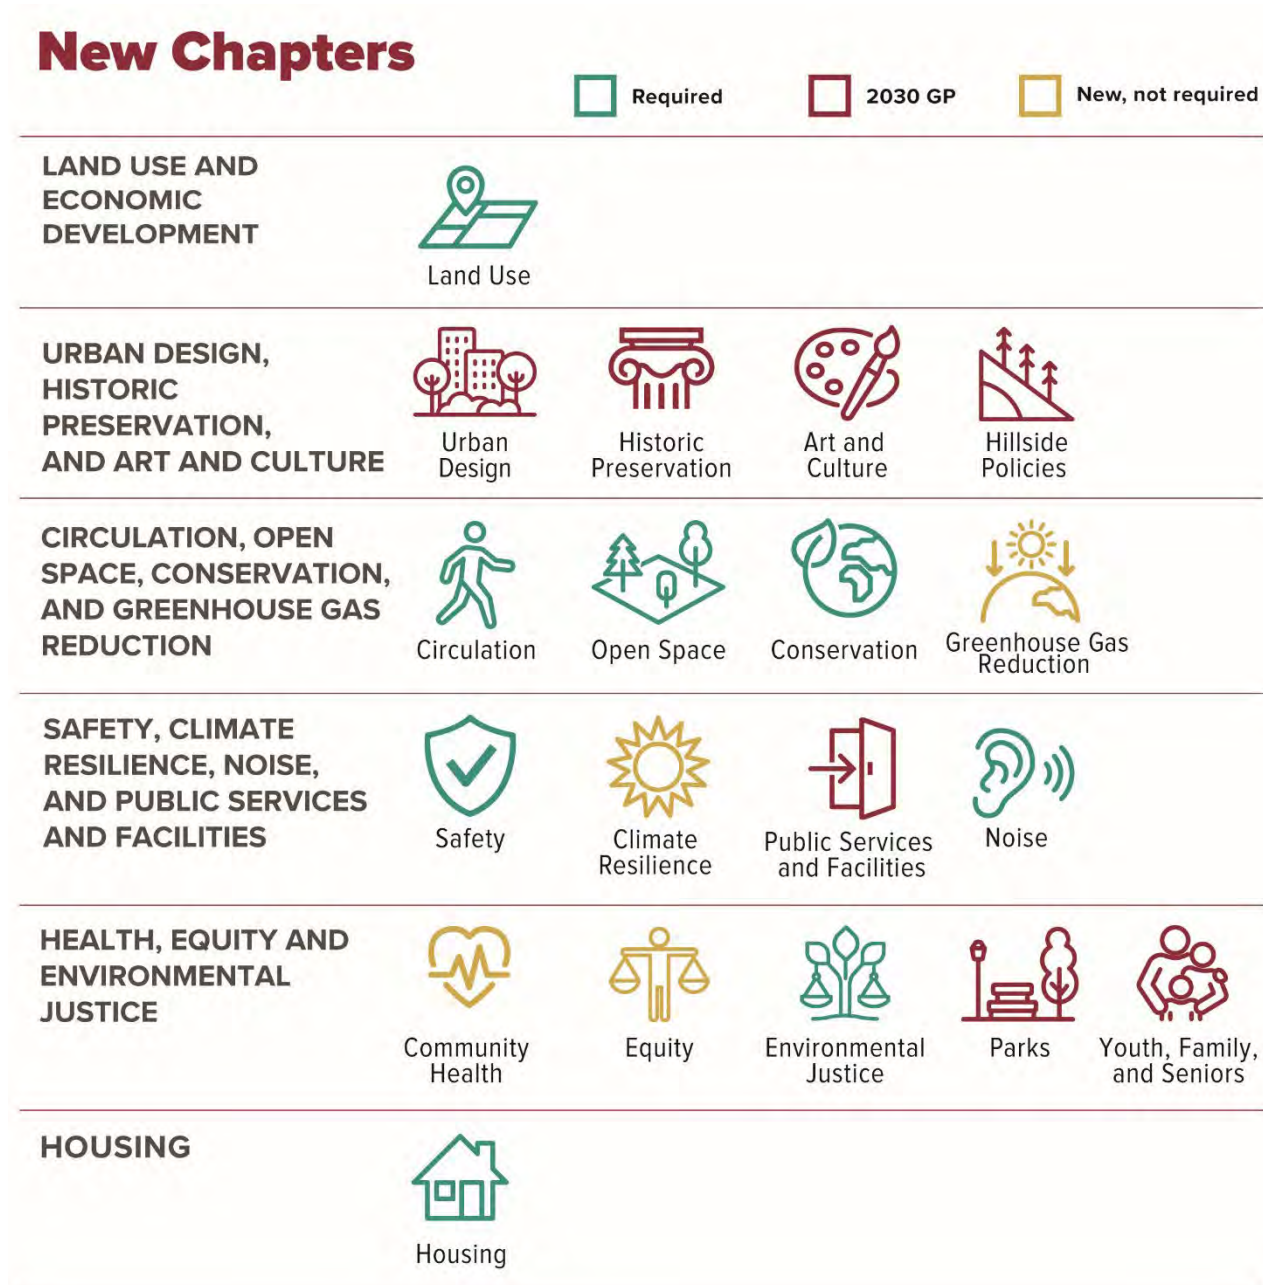 New Chapters
Required
2030 GP
New, not required
LAND USE AND
ECONOMIC
DEVELOPMENT
Land Use
URBAN DESIGN,
HISTORIC
PRESERVATION,
AND ART AND CULTURE
Urban
Design
Historic
Preservation
Art and
Culture
Hillside
Policies
CIRCULATION, OPEN
SPACE, CONSERVATION,
AND GREENHOUSE GAS
REDUCTION
Circulation
Open Space
Conservation
Greenhouse Gas
Reduction
SAFETY, CLIMATE
RESILIENCE, NOISE,
AND PUBLIC SERVICES
AND FACILITIES
Safety
Climate
Resilience
Public Services
and Facilities
Noise
HEALTH, EQUITY AND
ENVIRONMENTAL
JUSTICE
Community
Health
Equity
Environmental
Justice
Parks
Youth, Family,
and Seniors
HOUSING
Housing